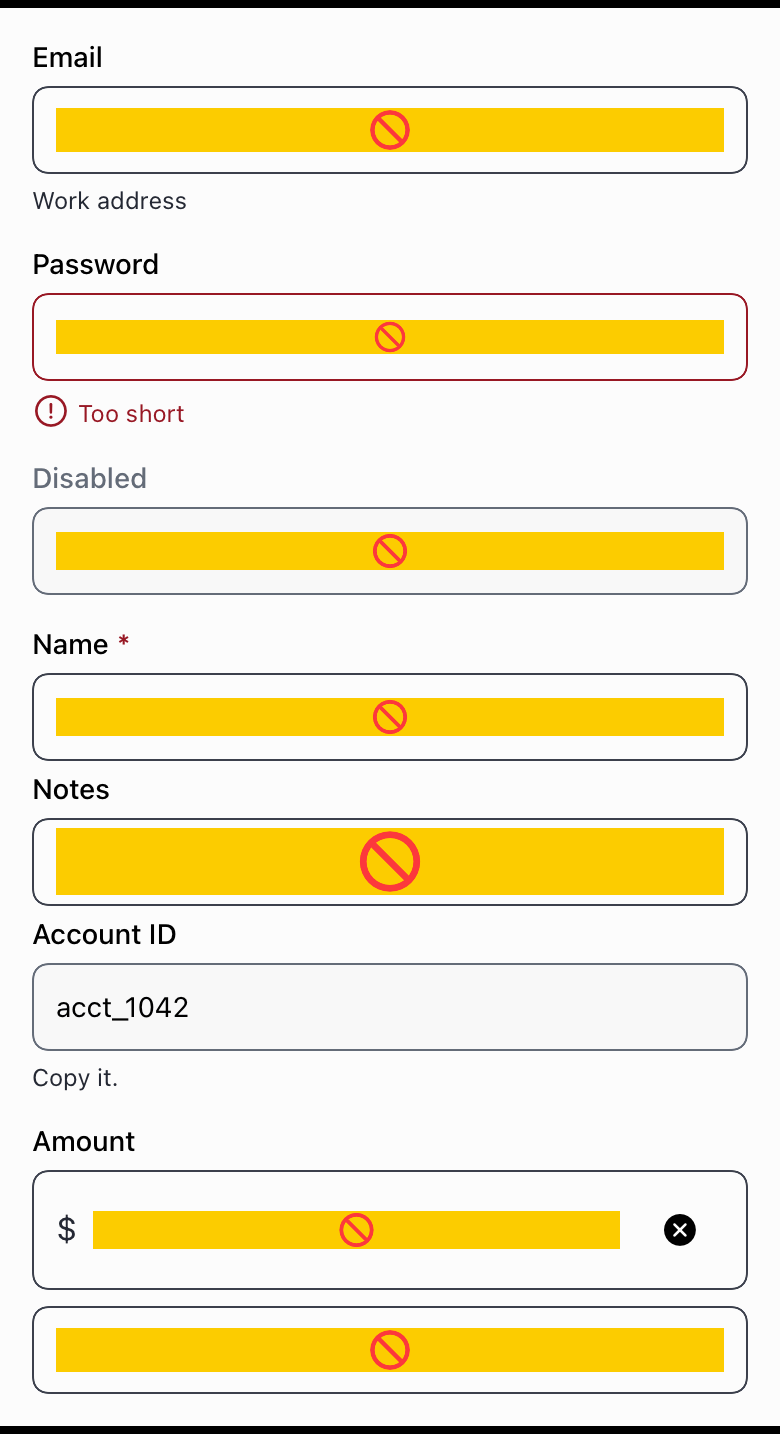 Email
Work address
Password
Too short
Disabled
Name *
Notes
Account ID
acct_1042
Copy it.
Amount
$